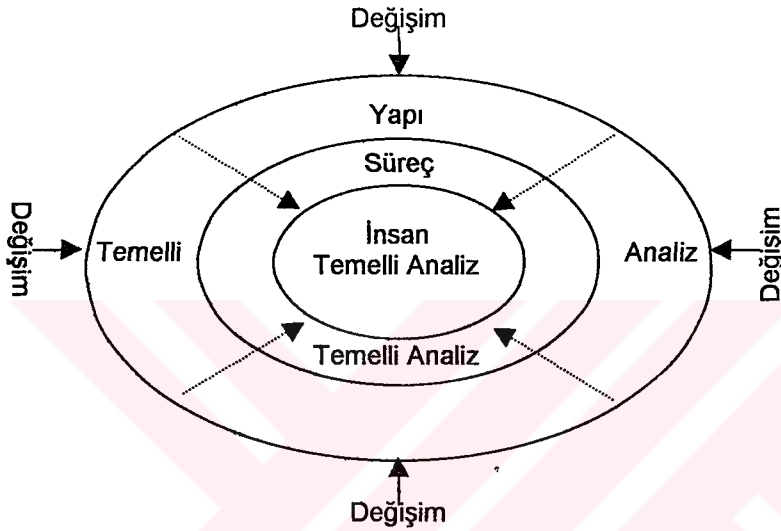 Değişim
Yapı
Süreç
Değişim
Temelli
İnsan
Temelli Analiz
Analiz
Değişim
Temelli Analiz
Değişim